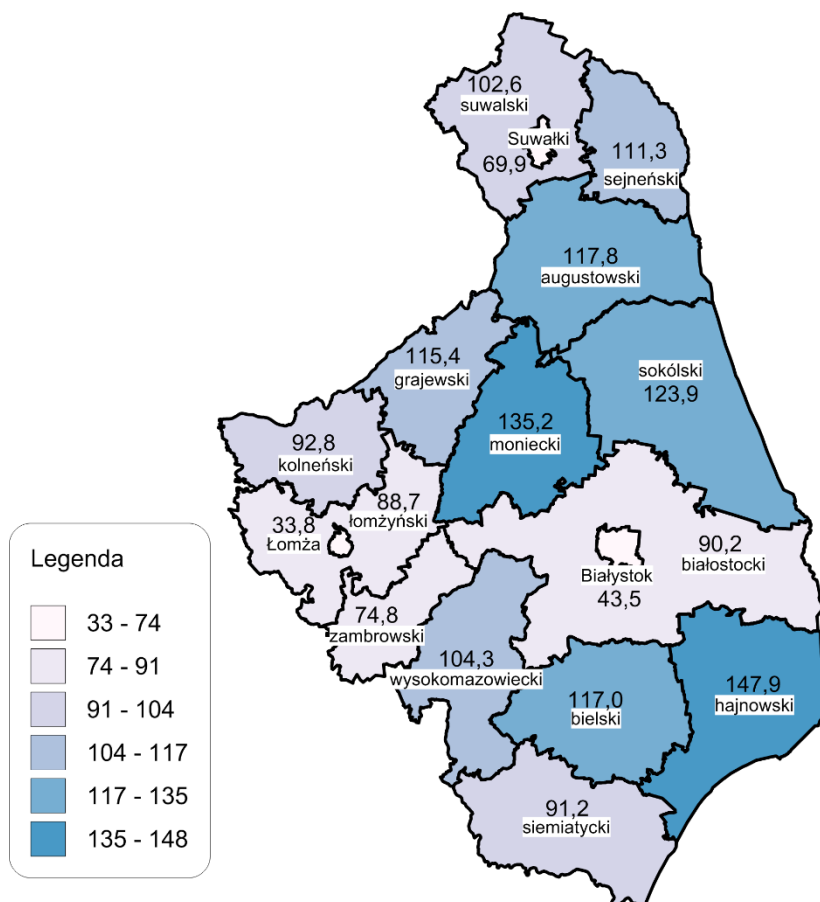 102,6
suwalski
Suwałki
69,9
111,3
sejneński
117,8
augustowski
115,4
grajewski
sokólski
123,9
135,2
moniecki
92,8
kolneński
88,7
łomżyński
33,8
Łomża
90,2
białostocki
Białystok
43,5
74,8
zambrowski
104,3
wysokomazowiecki
117,0
bielski
147,9
hajnowski
91,2
siemiatycki
Legenda
33 - 74
74 - 91
91 - 104
104 - 117
117 - 135
135 - 148